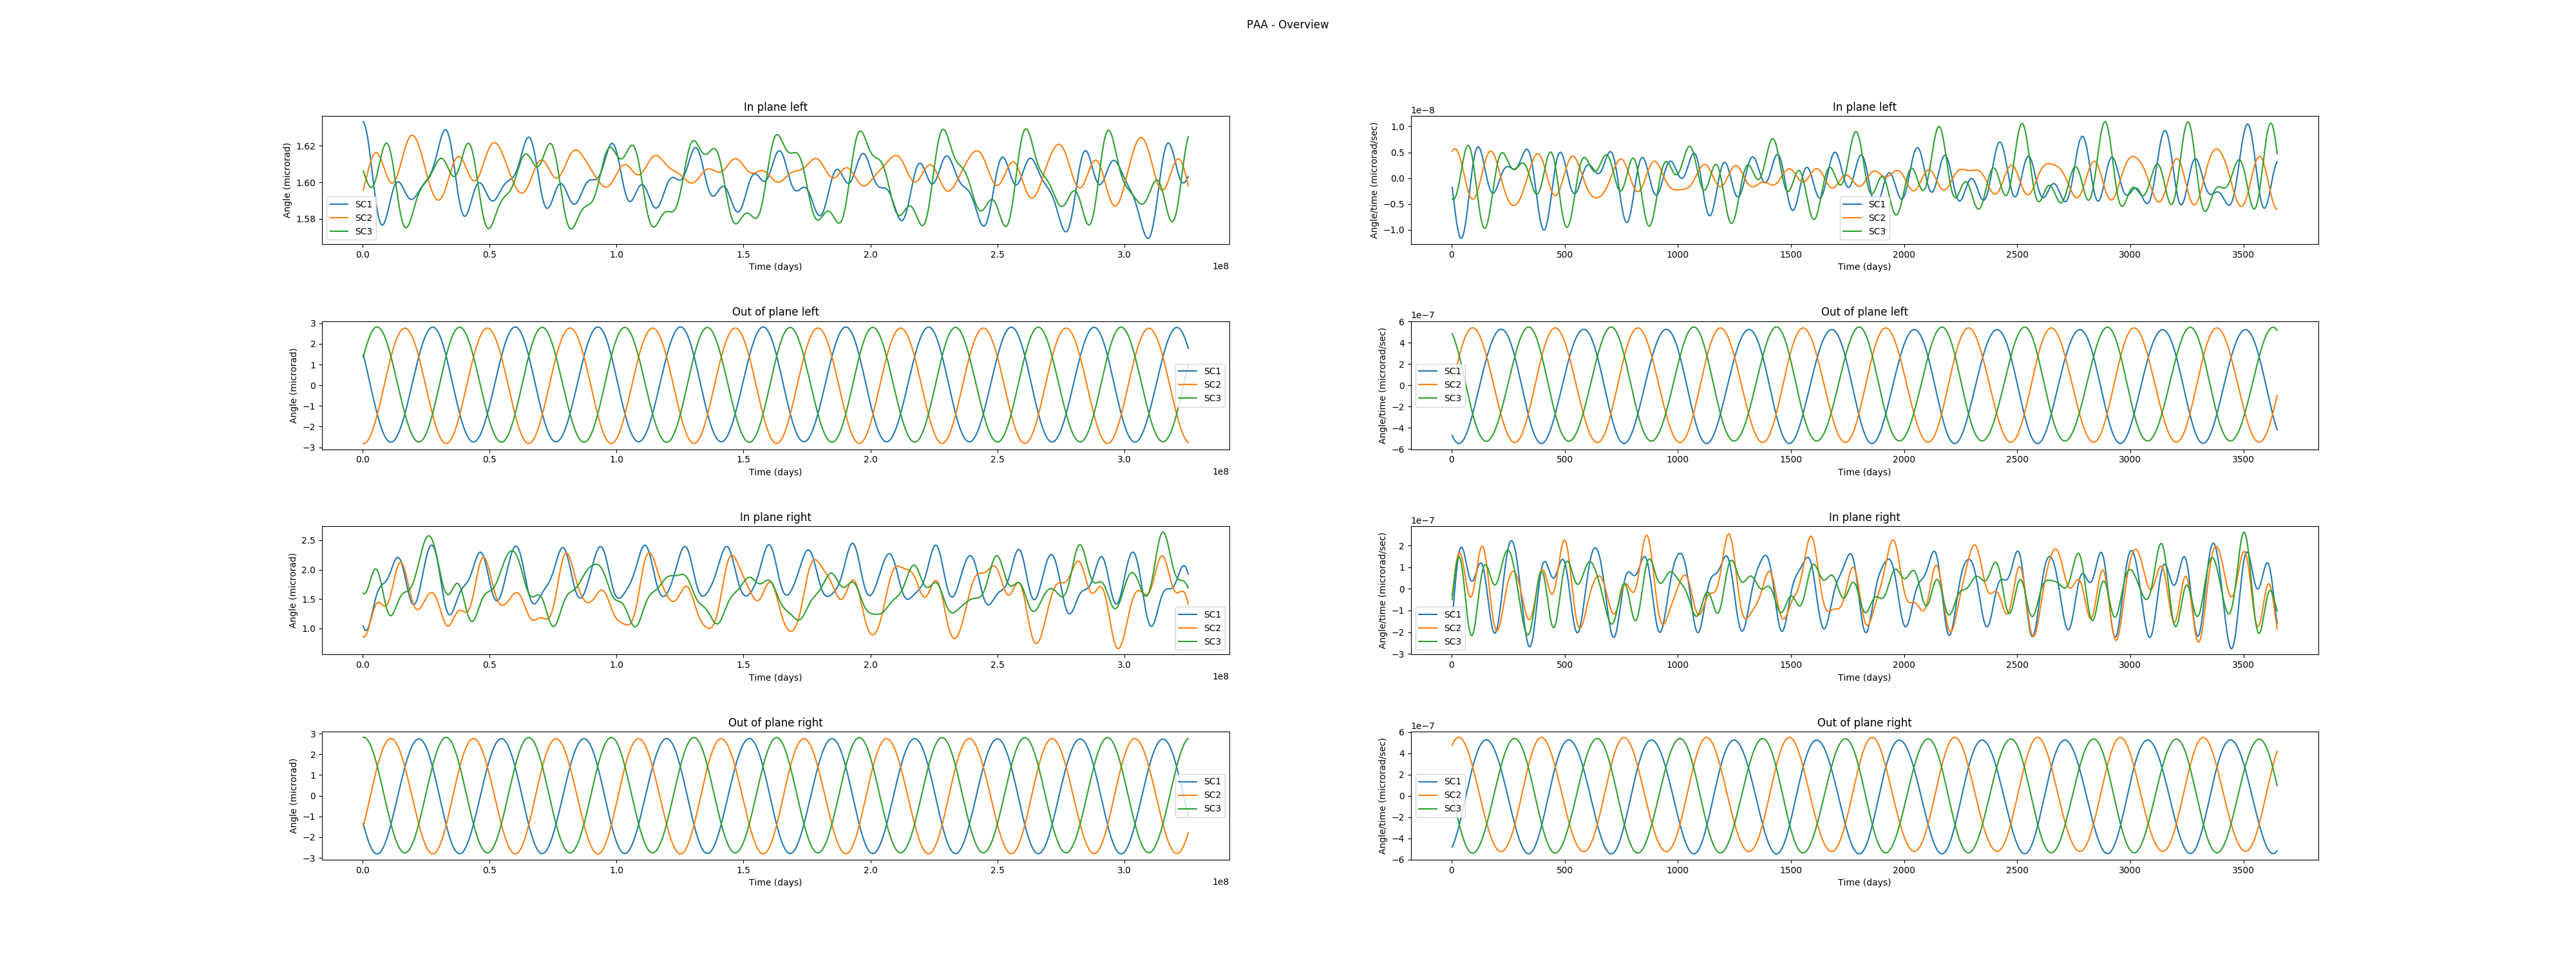 PAA - Overview
In plane left
Angle (microrad)
1.62
1.60
1.58
SC1
SC2
SC3
0.0 0.5 1.0 1.5 2.0 2.5 3.0
Time (days)
1e8
In plane left
1e−8
Angle/time (microrad/sec)
1.0
0.5
0.0
−0.5
−1.0
SC1
SC2
SC3
0 500 1000 1500 2000 2500 3000 3500
Time (days)
Out of plane left
Angle (microrad)
3
2
1
0
−1
−2
−3
SC1
SC2
SC3
0.0 0.5 1.0 1.5 2.0 2.5 3.0
Time (days)
1e8
Out of plane left
1e−7
Angle/time (microrad/sec)
6
4
2
0
−2
−4
−6
SC1
SC2
SC3
0 500 1000 1500 2000 2500 3000 3500
Time (days)
In plane right
Angle (microrad)
2.5
2.0
1.5
1.0
SC1
SC2
SC3
0.0 0.5 1.0 1.5 2.0 2.5 3.0
Time (days)
1e8
In plane right
1e−7
Angle/time (microrad/sec)
2
1
0
−1
−2
−3
SC1
SC2
SC3
0 500 1000 1500 2000 2500 3000 3500
Time (days)
Out of plane right
Angle (microrad)
3
2
1
0
−1
−2
−3
SC1
SC2
SC3
0.0 0.5 1.0 1.5 2.0 2.5 3.0
Time (days)
1e8
Out of plane right
1e−7
Angle/time (microrad/sec)
6
4
2
0
−2
−4
−6
SC1
SC2
SC3
0 500 1000 1500 2000 2500 3000 3500
Time (days)